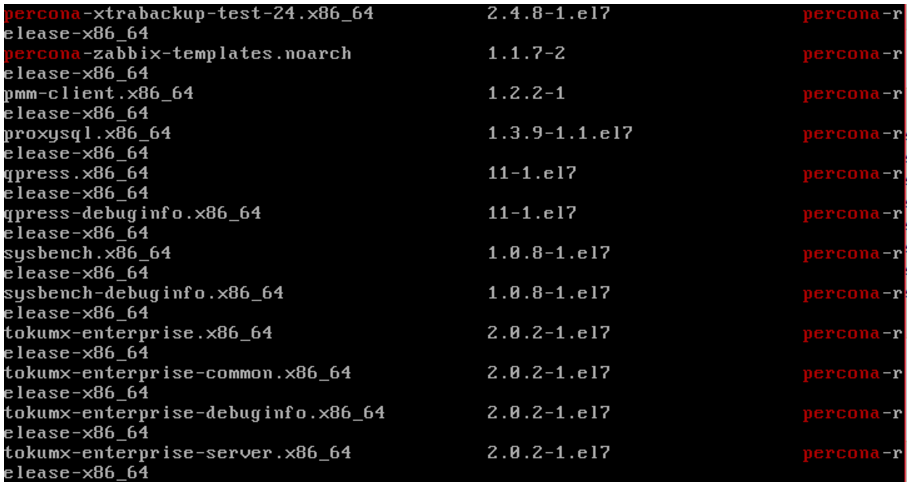 percona-xtrabackup-test-24.x86_64 2.4.8-1.el7 percona-r
elease-x86_64
percona-zabbix-templates.noarch 1.1.7-2 percona-r
elease-x86_64
pmm-client.x86_64 1.2.2-1 percona-r
elease-x86_64
proxysql.x86_64 1.3.9-1.1.el7 percona-r
elease-x86_64
qpress.x86_64 11-1.el7 percona-r
elease-x86_64
qpress-debuginfo.x86_64 11-1.el7 percona-r
elease-x86_64
sysbench.x86_64 1.0.8-1.el7 percona-r
elease-x86_64
sysbench-debuginfo.x86_64 1.0.8-1.el7 percona-r
elease-x86_64
tokumx-enterprise.x86_64 2.0.2-1.el7 percona-r
elease-x86_64
tokumx-enterprise-common.x86_64 2.0.2-1.el7 percona-r
elease-x86_64
tokumx-enterprise-debuginfo.x86_64 2.0.2-1.el7 percona-r
elease-x86_64
tokumx-enterprise-server.x86_64 2.0.2-1.el7 percona-r
elease-x86_64